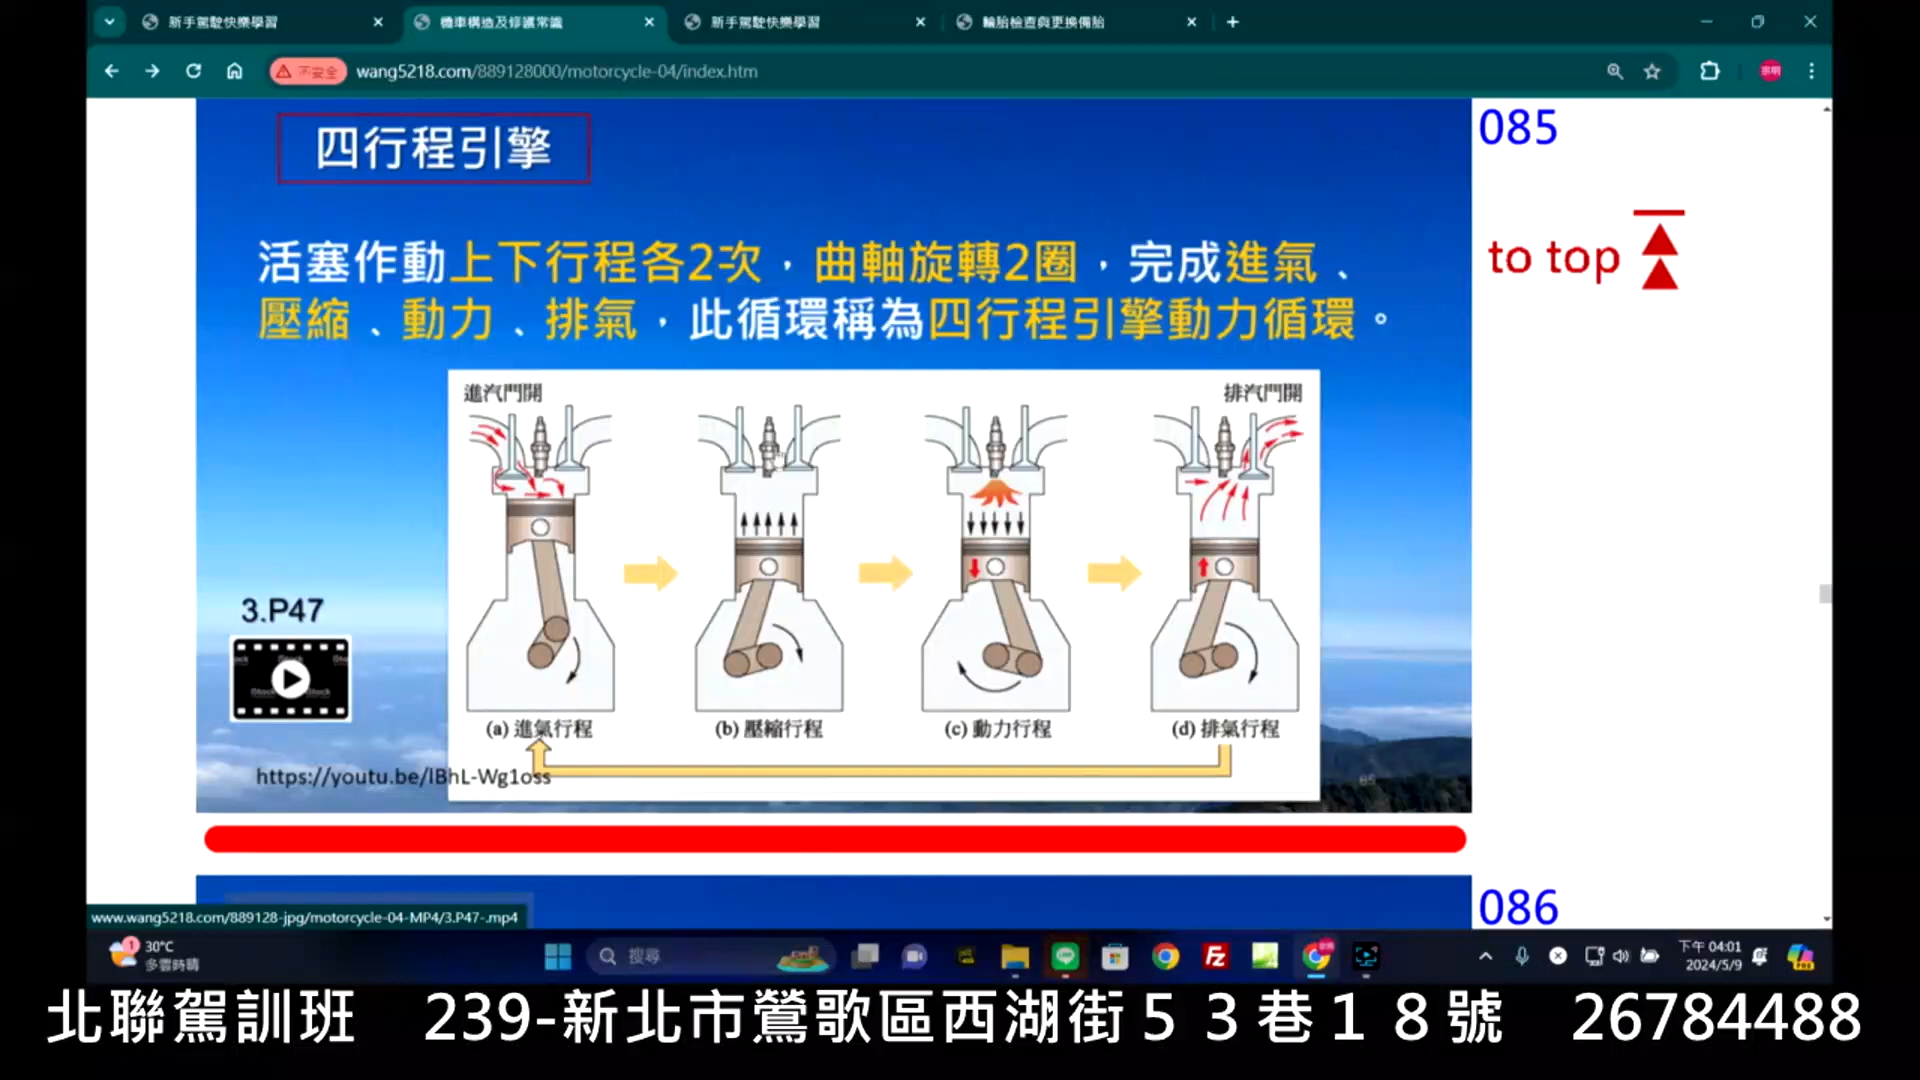 新手駕駛快樂學習
機車構造及修護常識
新手駕駛快樂學習
輪胎檢查與更換備胎
不安全
wang5218.com/889128000/motorcycle-04/index.htm
四行程引擎
085
to top
活塞作動上下行程各2次，曲軸旋轉2圈，完成進氣、
壓縮、動力、排氣，此循環稱為四行程引擎動力循環。
進汽門開
排汽門開
3.P47
(a) 進氣行程
(b) 壓縮行程
(c) 動力行程
(d) 排氣行程
https://youtu.be/lBhL-Wg1oss
85
086
www.wang5218.com/889128-jpg/motorcycle-04-MP4/3.P47-.mp4
1
30°C
多雲時晴
搜尋
下午 04:01
2024/5/9
北聯駕訓班 239-新北市鶯歌區西湖街５３巷１８號 26784488